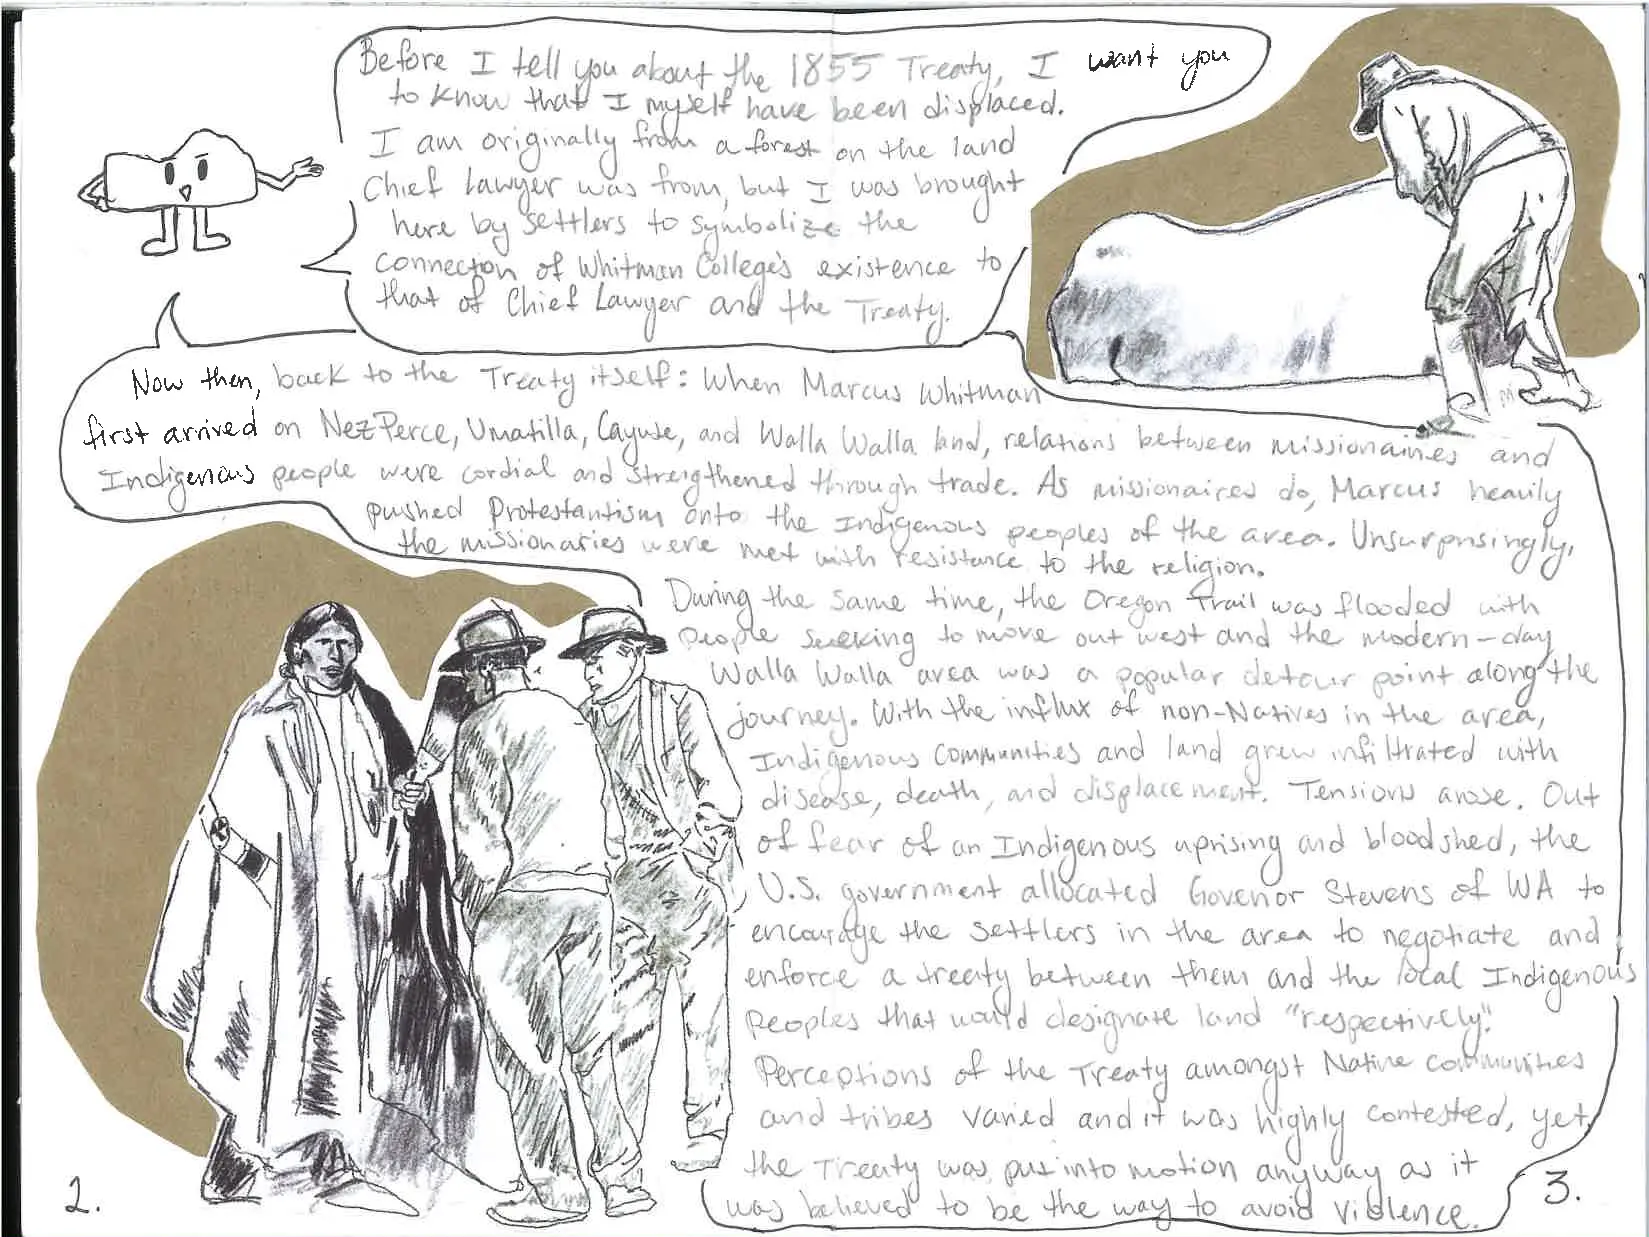 Before I tell you about the 1855 Treaty, I want you
to know that I myself have been displaced.
I am originally from a forest on the land
Chief Lawyer was from, but I was brought
here by settlers to symbolize the
connection of Whitman College's existence to
that of Chief Lawyer and the Treaty.
Now then, back to the Treaty itself: When Marcus Whitman
first arrived on Nez Perce, Umatilla, Cayuse, and Walla Walla land, relations between missionairies and
Indigenous people were cordial and strengthened through trade. As missionaires do, Marcus heavily
pushed Protestantism onto the Indigenous peoples of the area. Unsurprisingly,
the missionaries were met with resistance to the religion.
During the same time, the Oregon Trail was flooded with
people seeking to move out west and the modern-day
Walla Walla area was a popular detour point along the
journey. With the influx of non-Natives in the area,
Indigenous communities and land grew infiltrated with
disease, death, and displacement. Tensions arose. Out
of fear of an Indigenous uprising and bloodshed, the
U.S. government allocated Govenor Stevens of WA to
encourage the settlers in the area to negotiate and
enforce a treaty between them and the local Indigenous
peoples that would designate land "respectively".
Perceptions of the Treaty amongst Native communities
and tribes varied and it was highly contested, yet,
the Treaty was put into motion anyway as it
was believed to be the way to avoid violence.
2.
3.